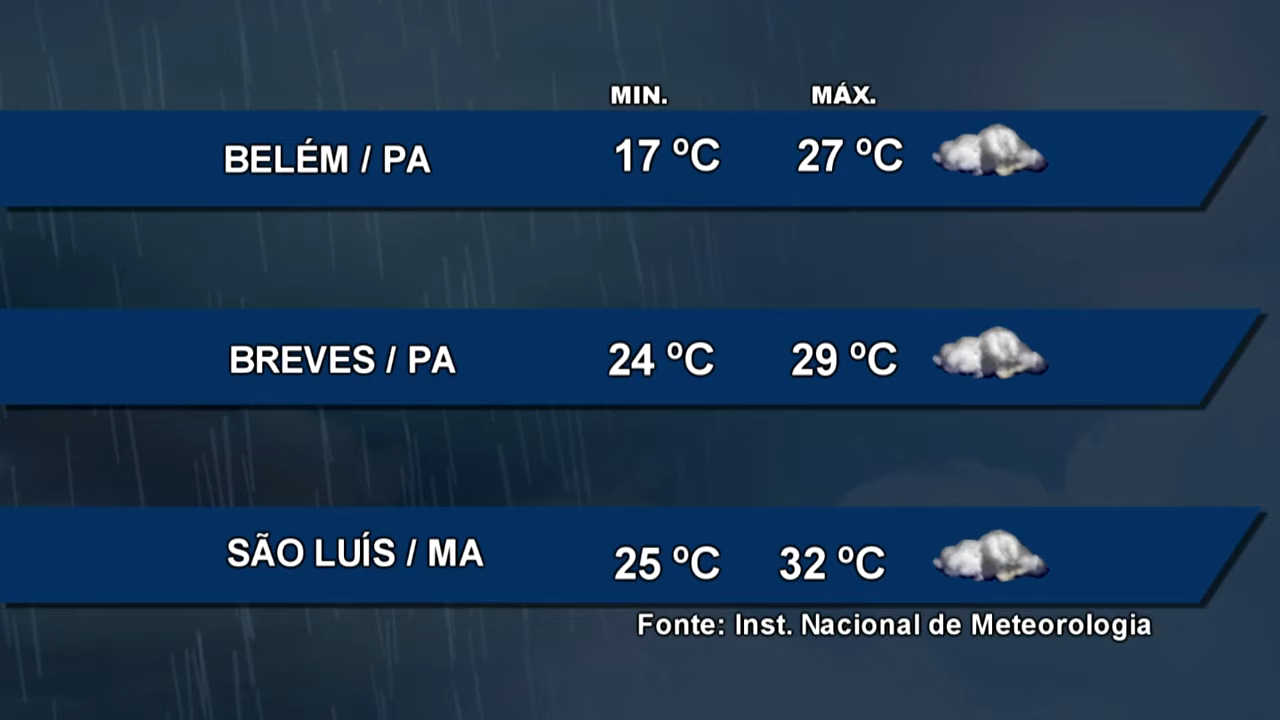 MIN. MÁX.
BELÉM / PA 17 ºC 27 ºC
BREVES / PA 24 ºC 29 ºC
SÃO LUÍS / MA 25 ºC 32 ºC
Fonte: Inst. Nacional de Meteorologia